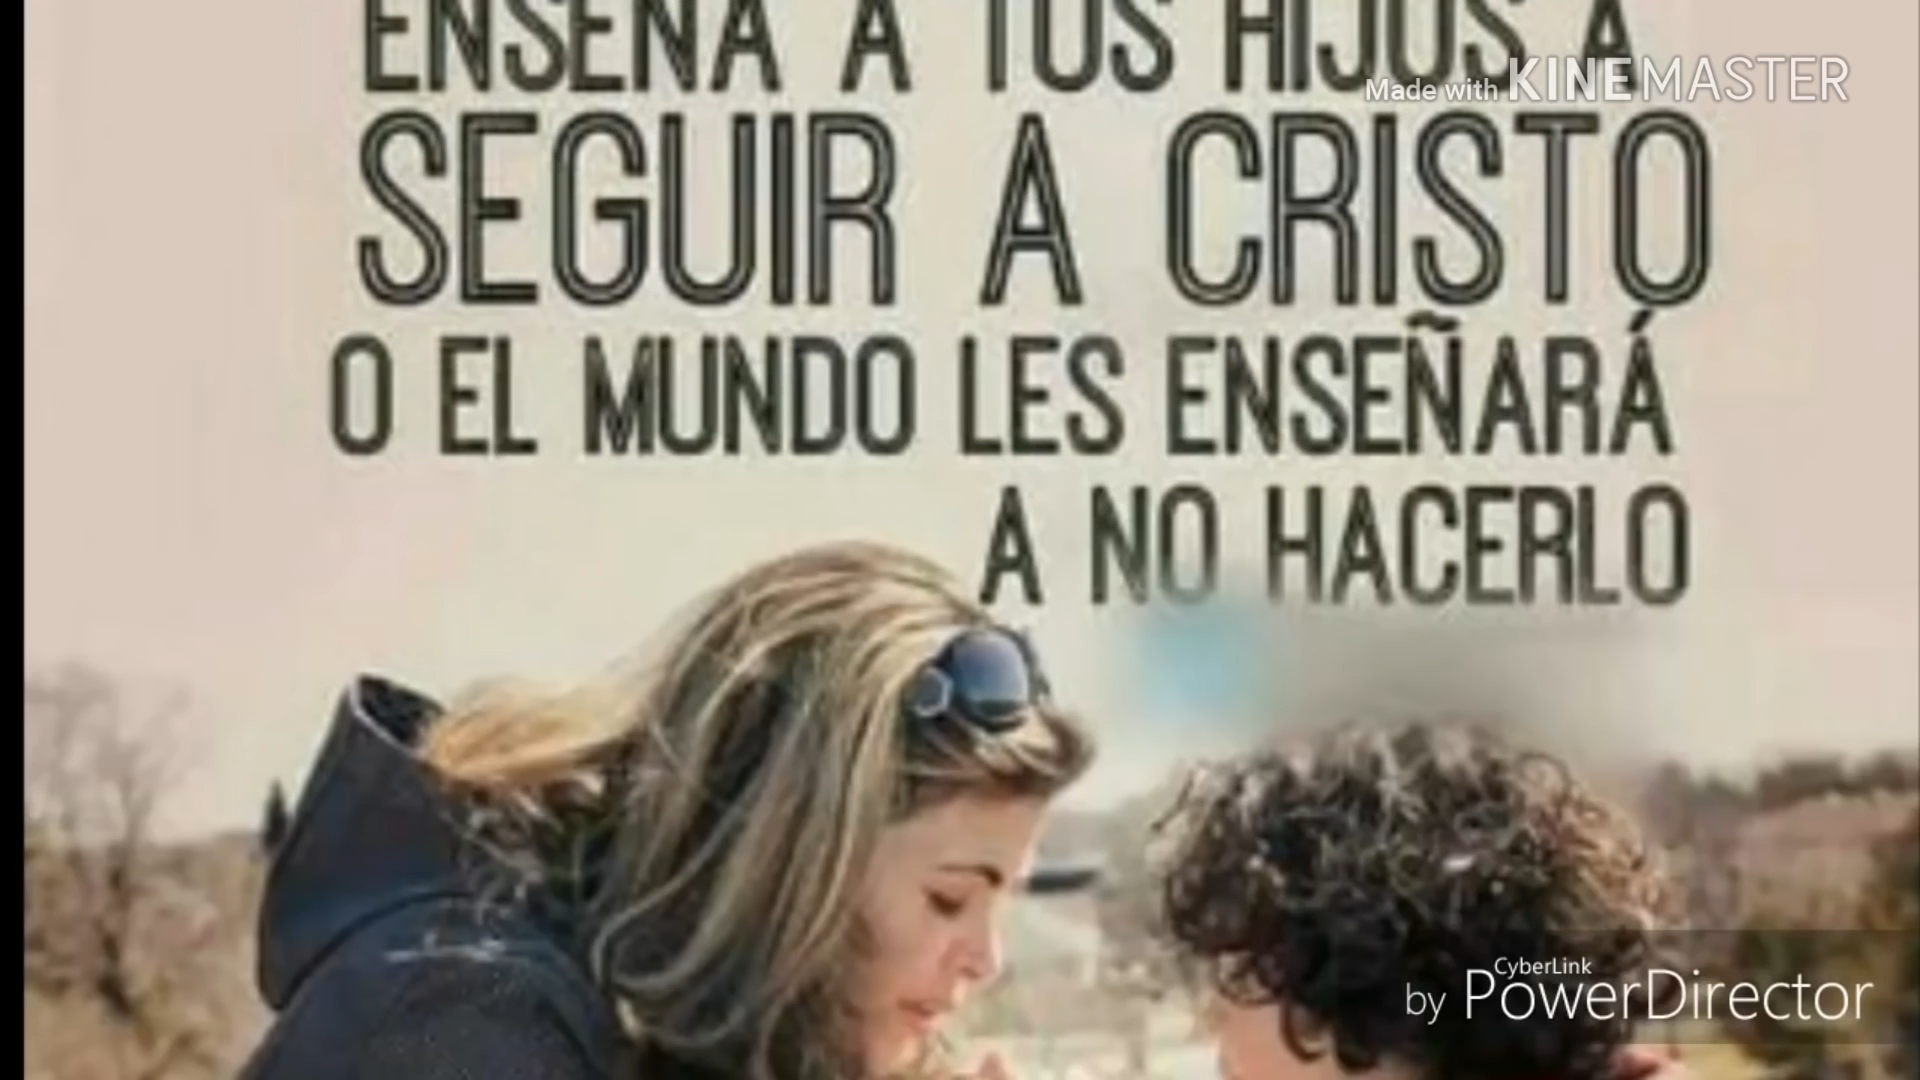 ENSEÑA A TUS HIJOS A
Made with KINEMASTER
SEGUIR A CRISTO
O EL MUNDO LES ENSEÑARÁ
A NO HACERLO
CyberLink
by PowerDirector